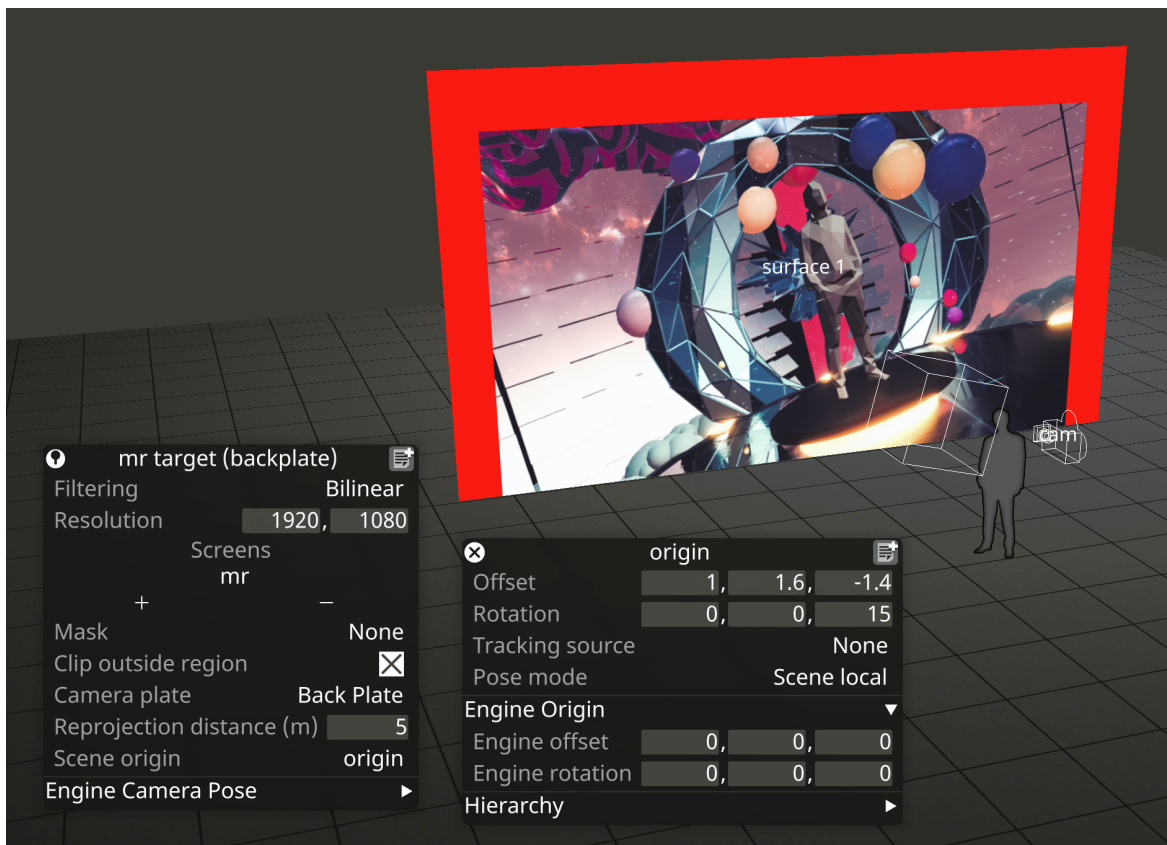 surface 1
cam
mr target (backplate)
Filtering Bilinear
Resolution 1920, 1080
Screens
mr
+ −
Mask None
Clip outside region
Camera plate Back Plate
Reprojection distance (m) 5
Scene origin origin
Engine Camera Pose
origin
Offset 1, 1.6, -1.4
Rotation 0, 0, 15
Tracking source None
Pose mode Scene local
Engine Origin
Engine offset 0, 0, 0
Engine rotation 0, 0, 0
Hierarchy